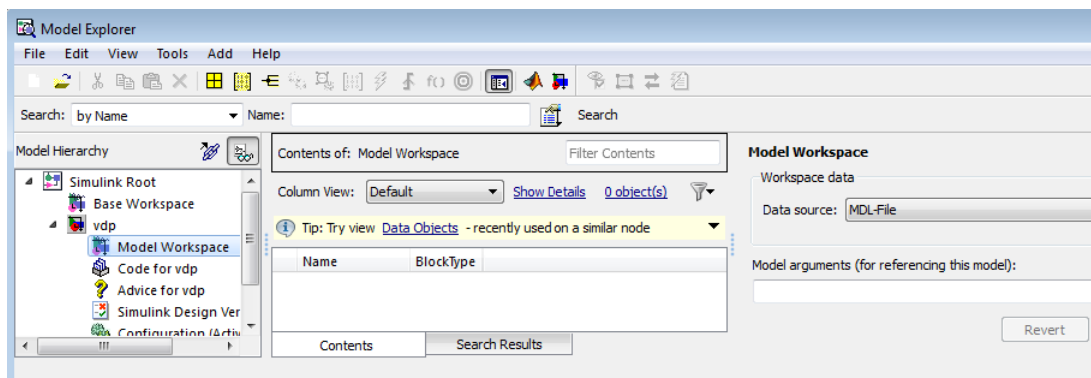 Model Explorer
File Edit View Tools Add Help
f()
Search: by Name Name: Search
Model Hierarchy
Simulink Root
Base Workspace
vdp
Model Workspace
Code for vdp
Advice for vdp
Simulink Design Ver
Configuration (Activ
Contents of: Model Workspace Filter Contents
Column View: Default Show Details 0 object(s)
Tip: Try view Data Objects - recently used on a similar node
Name BlockType
Contents Search Results
Model Workspace
Workspace data
Data source: MDL-File
Model arguments (for referencing this model):
Revert